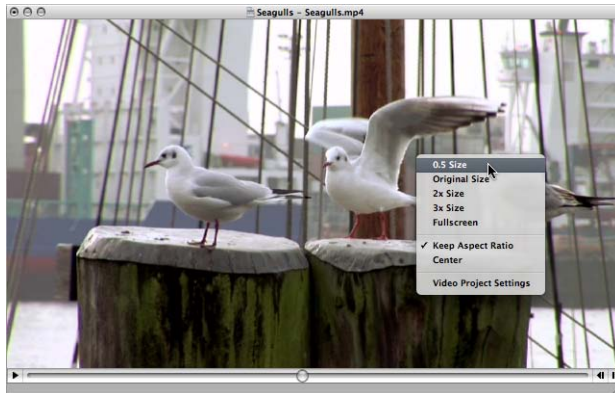 Seagulls – Seagulls.mp4
0.5 Size
Original Size
2x Size
3x Size
Fullscreen
✓ Keep Aspect Ratio
Center
Video Project Settings